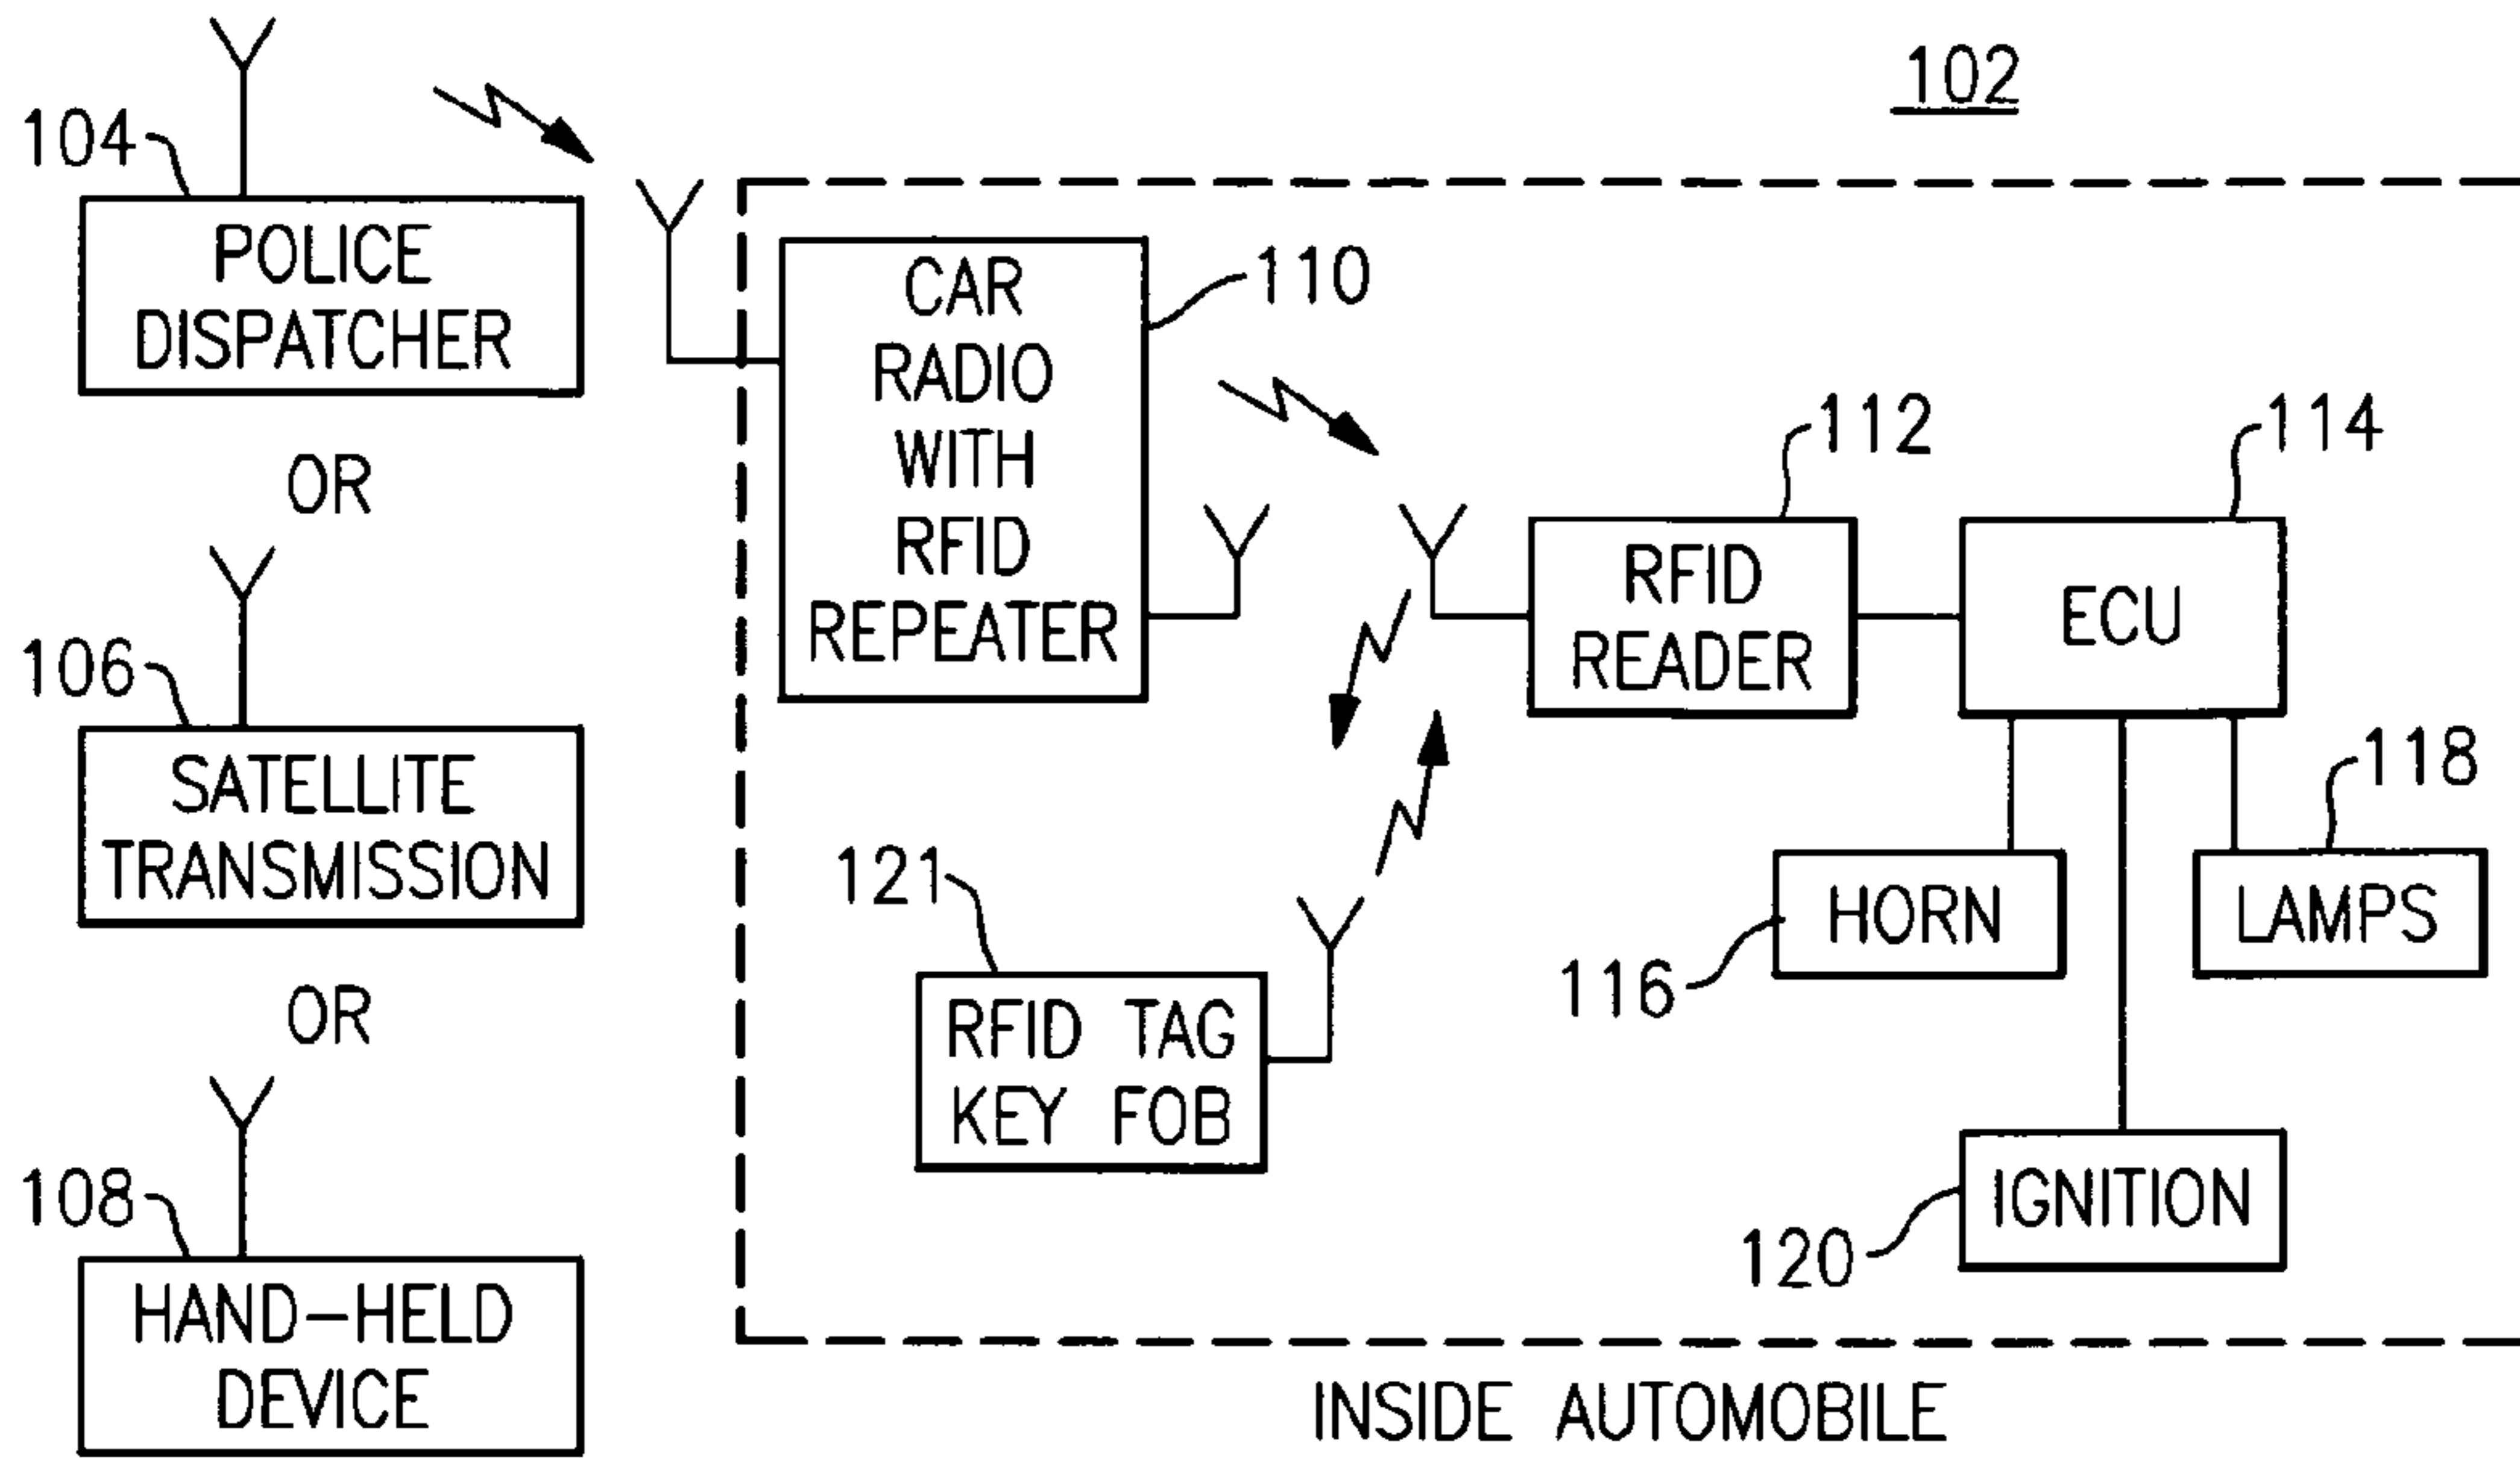 102
104
POLICE
DISPATCHER
OR
106
SATELLITE
TRANSMISSION
OR
108
HAND-HELD
DEVICE
CAR
RADIO
WITH
RFID
REPEATER
110
112
RFID
READER
114
ECU
116
HORN
118
LAMPS
120
IGNITION
121
RFID TAG
KEY FOB
INSIDE AUTOMOBILE